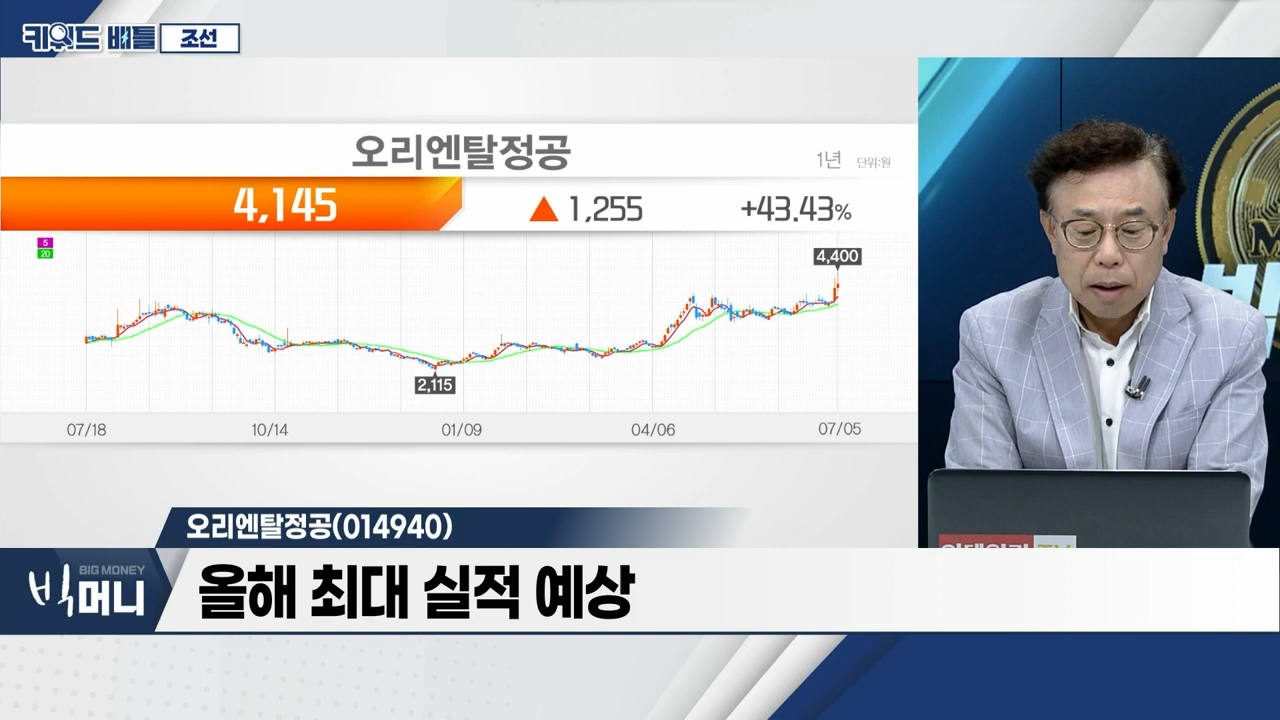 키워드 배틀 조선
오리엔탈정공
1년 단위:원
4,145 ▲ 1,255 +43.43%
5
20
4,400
2,115
07/18 10/14 01/09 04/06 07/05
오리엔탈정공(014940)
BIG MONEY
빅머니
올해 최대 실적 예상